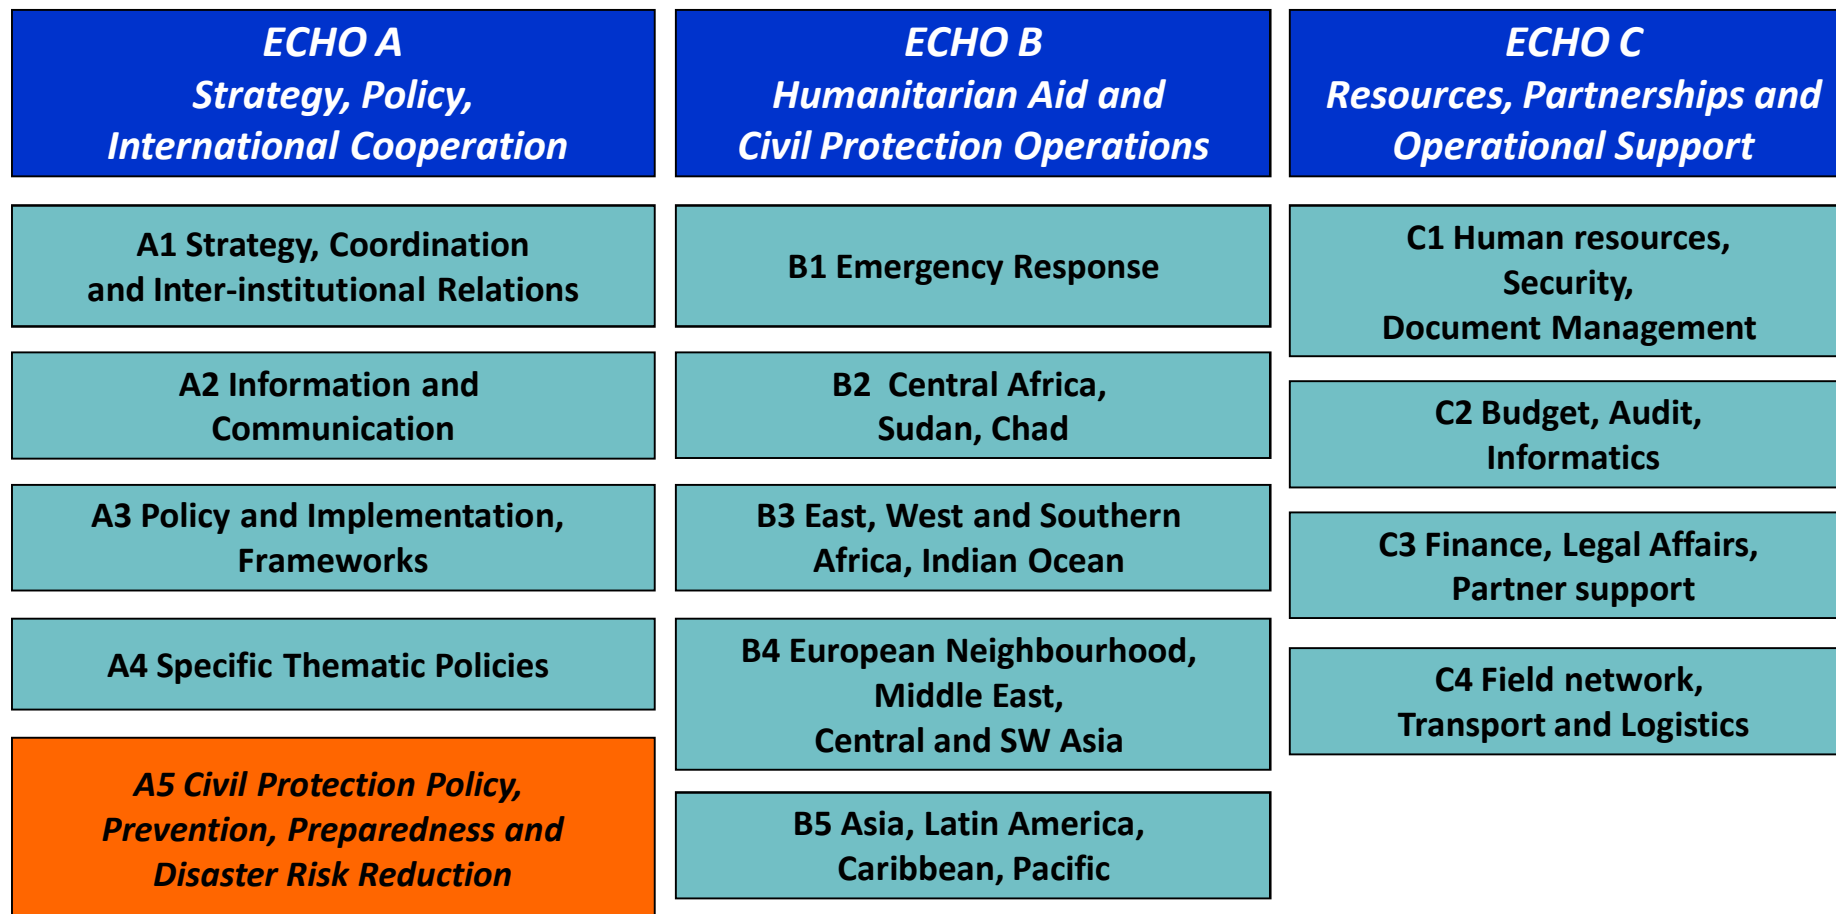 ECHO A
Strategy, Policy,
International Cooperation
A1 Strategy, Coordination
and Inter-institutional Relations
A2 Information and
Communication
A3 Policy and Implementation,
Frameworks
A4 Specific Thematic Policies
A5 Civil Protection Policy,
Prevention, Preparedness and
Disaster Risk Reduction
ECHO B
Humanitarian Aid and
Civil Protection Operations
B1 Emergency Response
B2 Central Africa,
Sudan, Chad
B3 East, West and Southern
Africa, Indian Ocean
B4 European Neighbourhood,
Middle East,
Central and SW Asia
B5 Asia, Latin America,
Caribbean, Pacific
ECHO C
Resources, Partnerships and
Operational Support
C1 Human resources,
Security,
Document Management
C2 Budget, Audit,
Informatics
C3 Finance, Legal Affairs,
Partner support
C4 Field network,
Transport and Logistics